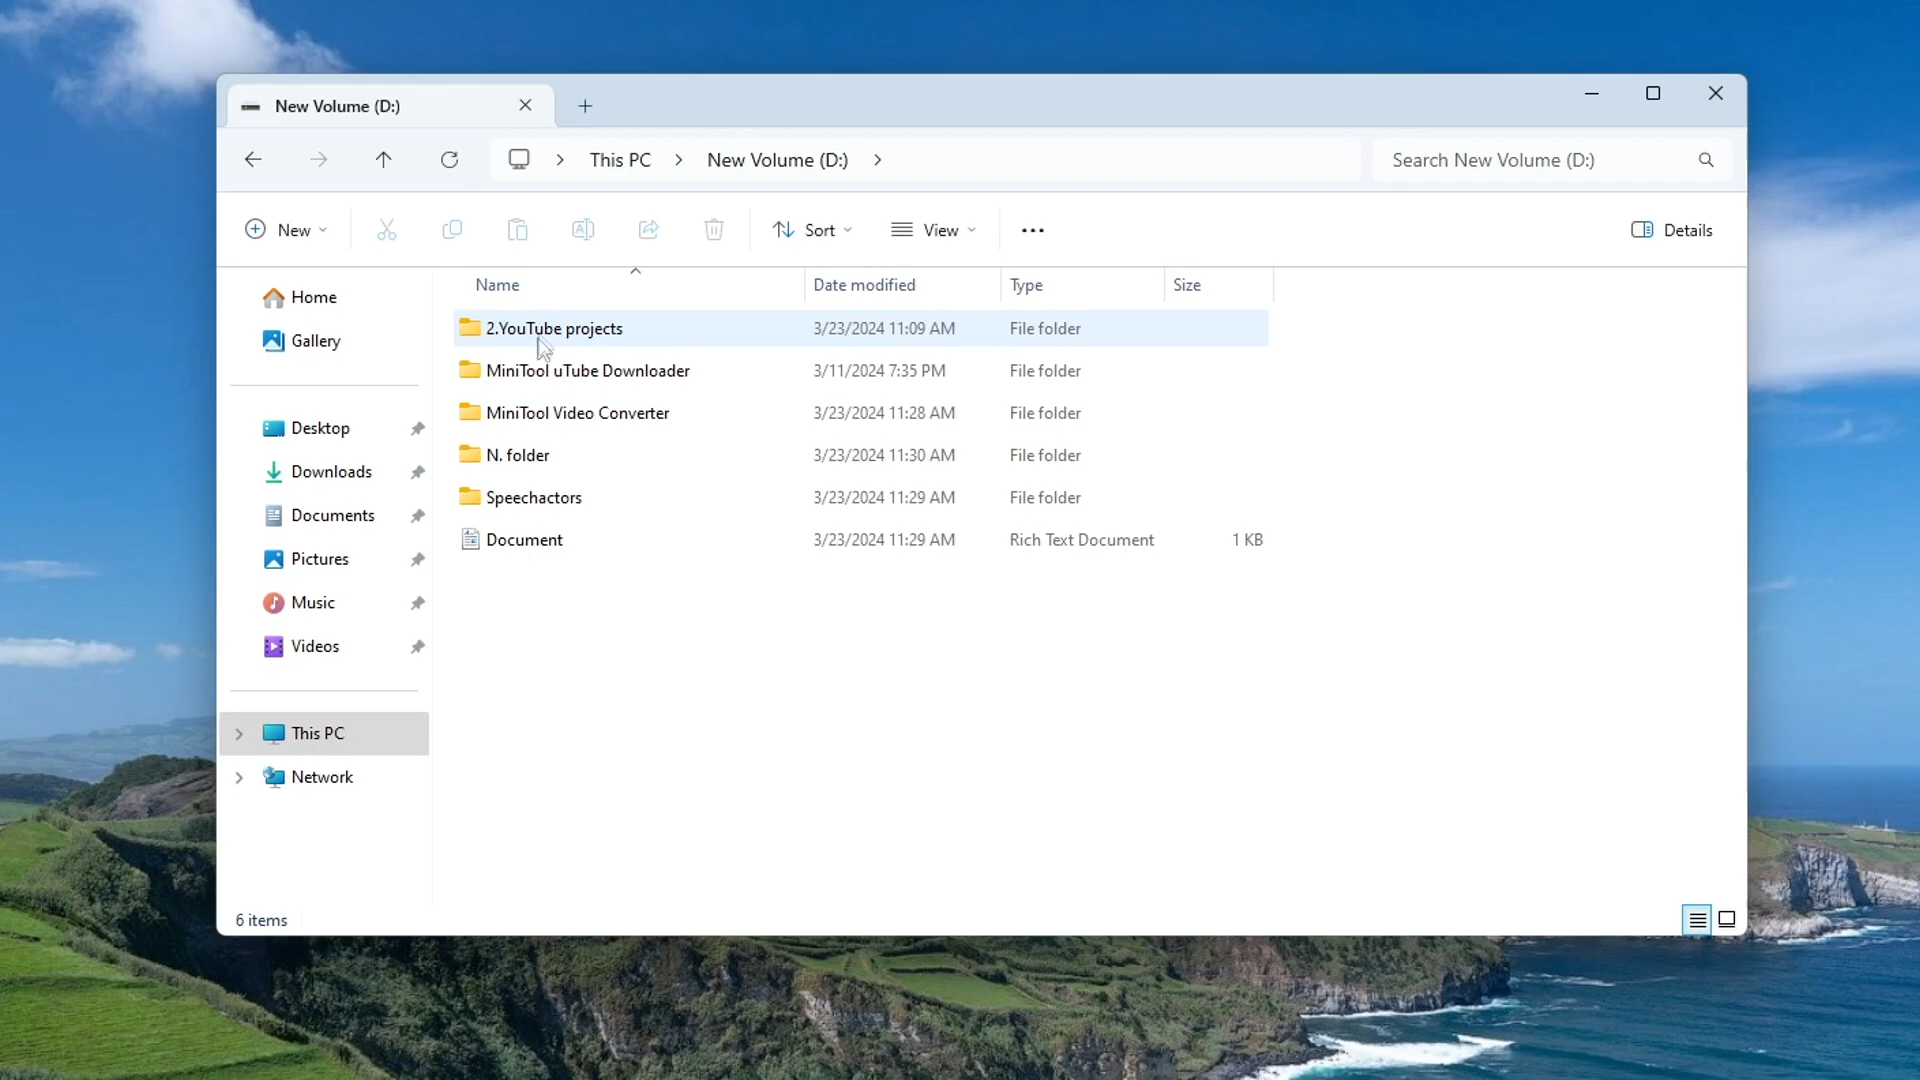 New Volume (D:)
This PC New Volume (D:) Search New Volume (D:)
New Sort View ... Details
Name Date modified Type Size
Home
Gallery
Desktop
Downloads
Documents
Pictures
Music
Videos
This PC
Network
2.YouTube projects 3/23/2024 11:09 AM File folder
MiniTool uTube Downloader 3/11/2024 7:35 PM File folder
MiniTool Video Converter 3/23/2024 11:28 AM File folder
N. folder 3/23/2024 11:30 AM File folder
Speechactors 3/23/2024 11:29 AM File folder
Document 3/23/2024 11:29 AM Rich Text Document 1 KB
6 items